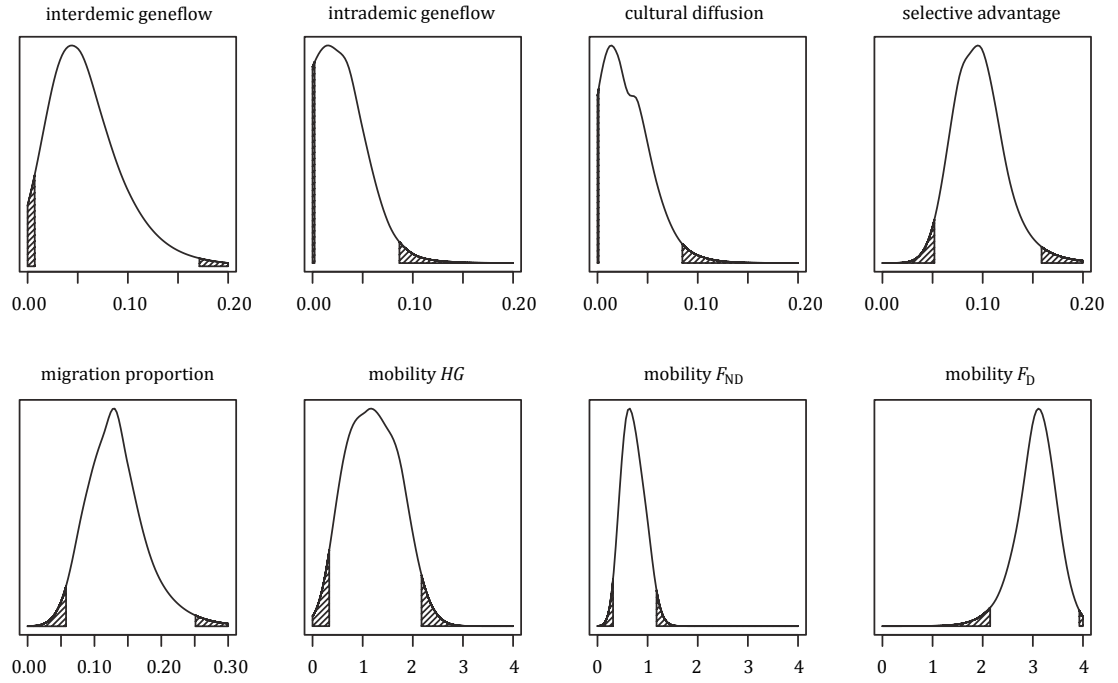 interdemic geneflow
intrademic geneflow
cultural diffusion
selective advantage
0.00 0.10 0.20
0.00 0.10 0.20
0.00 0.10 0.20
0.00 0.10 0.20
migration proportion
mobility HG
mobility FND
mobility FD
0.00 0.10 0.20 0.30
0 1 2 3 4
0 1 2 3 4
0 1 2 3 4